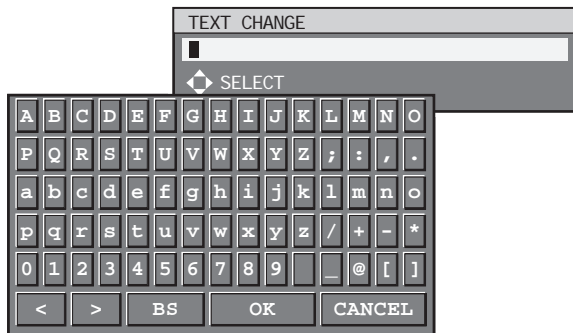 TEXT CHANGE
SELECT
A B C D E F G H I J K L M N O
P Q R S T U V W X Y Z ; : , .
a b c d e f g h i j k l m n o
p q r s t u v w x y z / + - *
0 1 2 3 4 5 6 7 8 9 _ @ [ ]
< > BS OK CANCEL